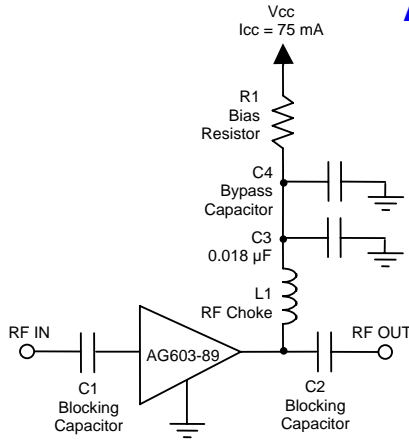 Vcc
Icc = 75 mA
R1
Bias
Resistor
C4
Bypass
Capacitor
C3
0.018 µF
L1
RF Choke
RF IN
RF OUT
AG603-89
C1
Blocking
Capacitor
C2
Blocking
Capacitor